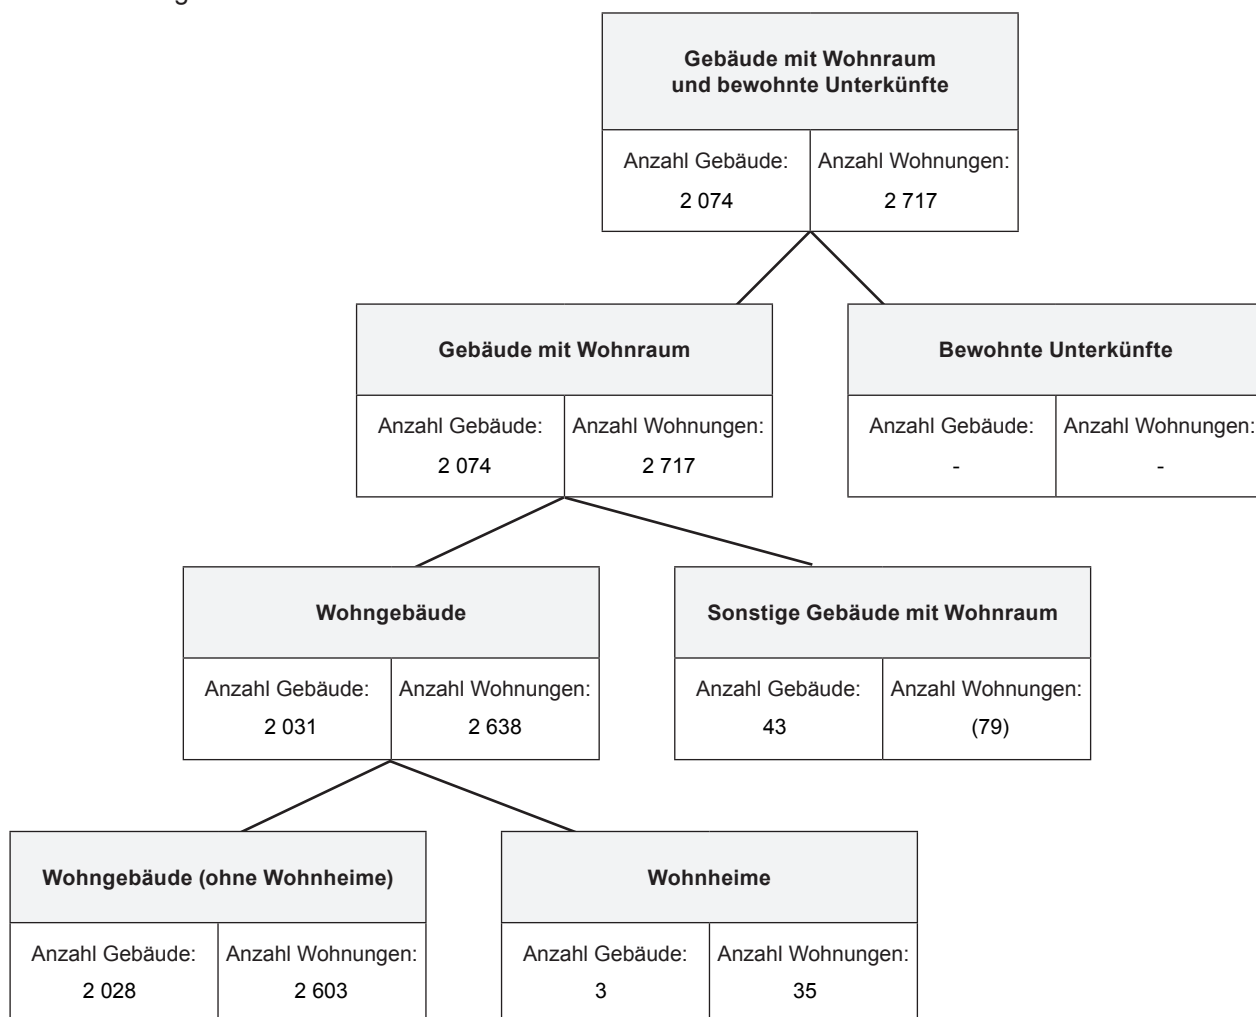 Gebäude mit Wohnraum
und bewohnte Unterkünfte
Anzahl Gebäude: Anzahl Wohnungen:
2 074 2 717
Gebäude mit Wohnraum Bewohnte Unterkünfte
Anzahl Gebäude: Anzahl Wohnungen: Anzahl Gebäude: Anzahl Wohnungen:
2 074 2 717 - -
Wohngebäude Sonstige Gebäude mit Wohnraum
Anzahl Gebäude: Anzahl Wohnungen: Anzahl Gebäude: Anzahl Wohnungen:
2 031 2 638 43 (79)
Wohngebäude (ohne Wohnheime) Wohnheime
Anzahl Gebäude: Anzahl Wohnungen: Anzahl Gebäude: Anzahl Wohnungen:
2 028 2 603 3 35